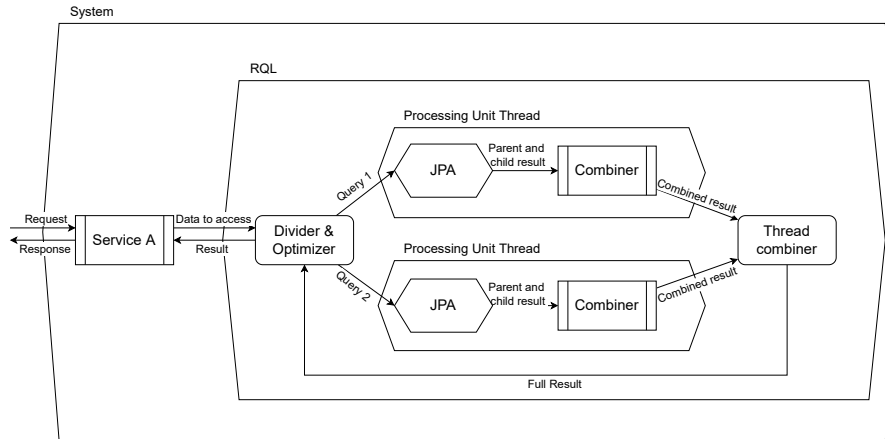 System
RQL
Processing Unit Thread
JPA
Parent and
child result
Combiner
Query 1
Combined result
Request
Response
Service A
Data to access
Result
Divider &
Optimizer
Thread
combiner
Processing Unit Thread
Query 2
JPA
Parent and
child result
Combiner
Combined result
Full Result